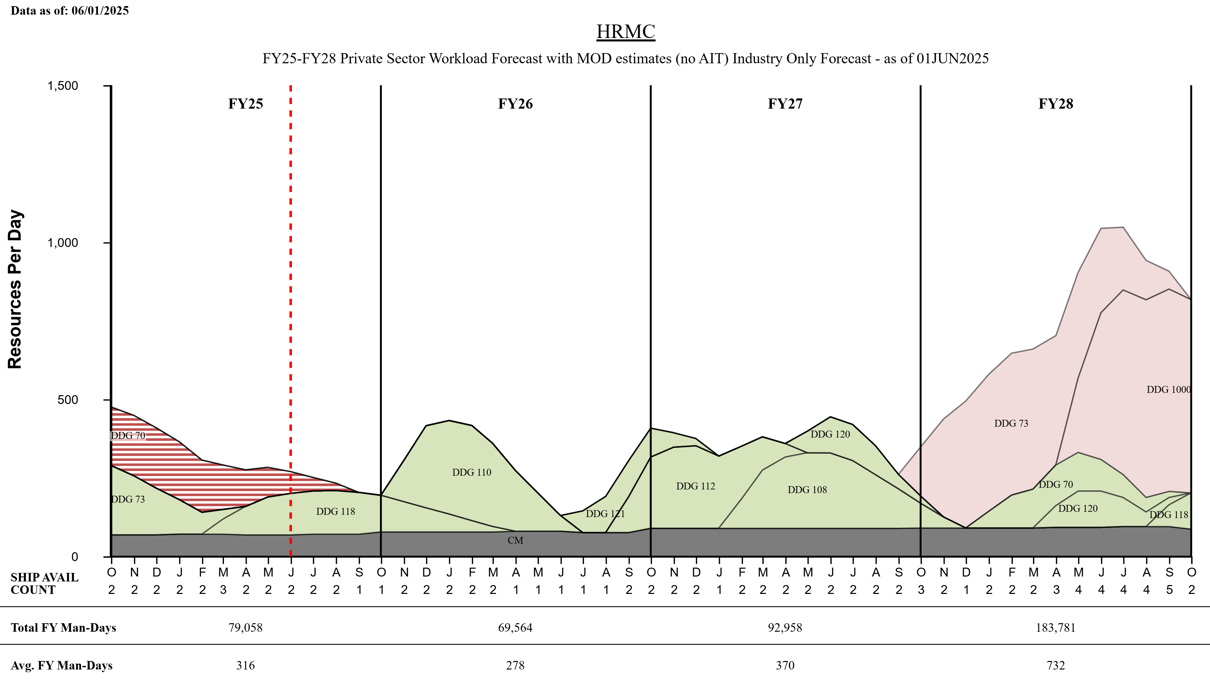 Data as of: 06/01/2025
HRMC
FY25-FY28 Private Sector Workload Forecast with MOD estimates (no AIT) Industry Only Forecast - as of 01JUN2025
Resources Per Day
1,500
1,000
500
0
FY25 FY26 FY27 FY28
DDG 70
DDG 73
DDG 118
DDG 110
CM
DDG 121
DDG 112
DDG 108
DDG 120
DDG 73
DDG 1000
DDG 70
DDG 120
DDG 118
O N D J F M A M J J A S O N D J F M A M J J A S O N D J F M A M J J A S O N D J F M A M J J A S O
SHIP AVAIL
COUNT 2 2 2 2 2 3 2 2 2 2 2 1 1 2 2 2 2 2 1 1 1 1 1 2 2 2 2 1 2 2 2 2 2 2 2 2 3 2 1 2 2 2 3 4 4 4 4 5 2
Total FY Man-Days 79,058 69,564 92,958 183,781
Avg. FY Man-Days 316 278 370 732